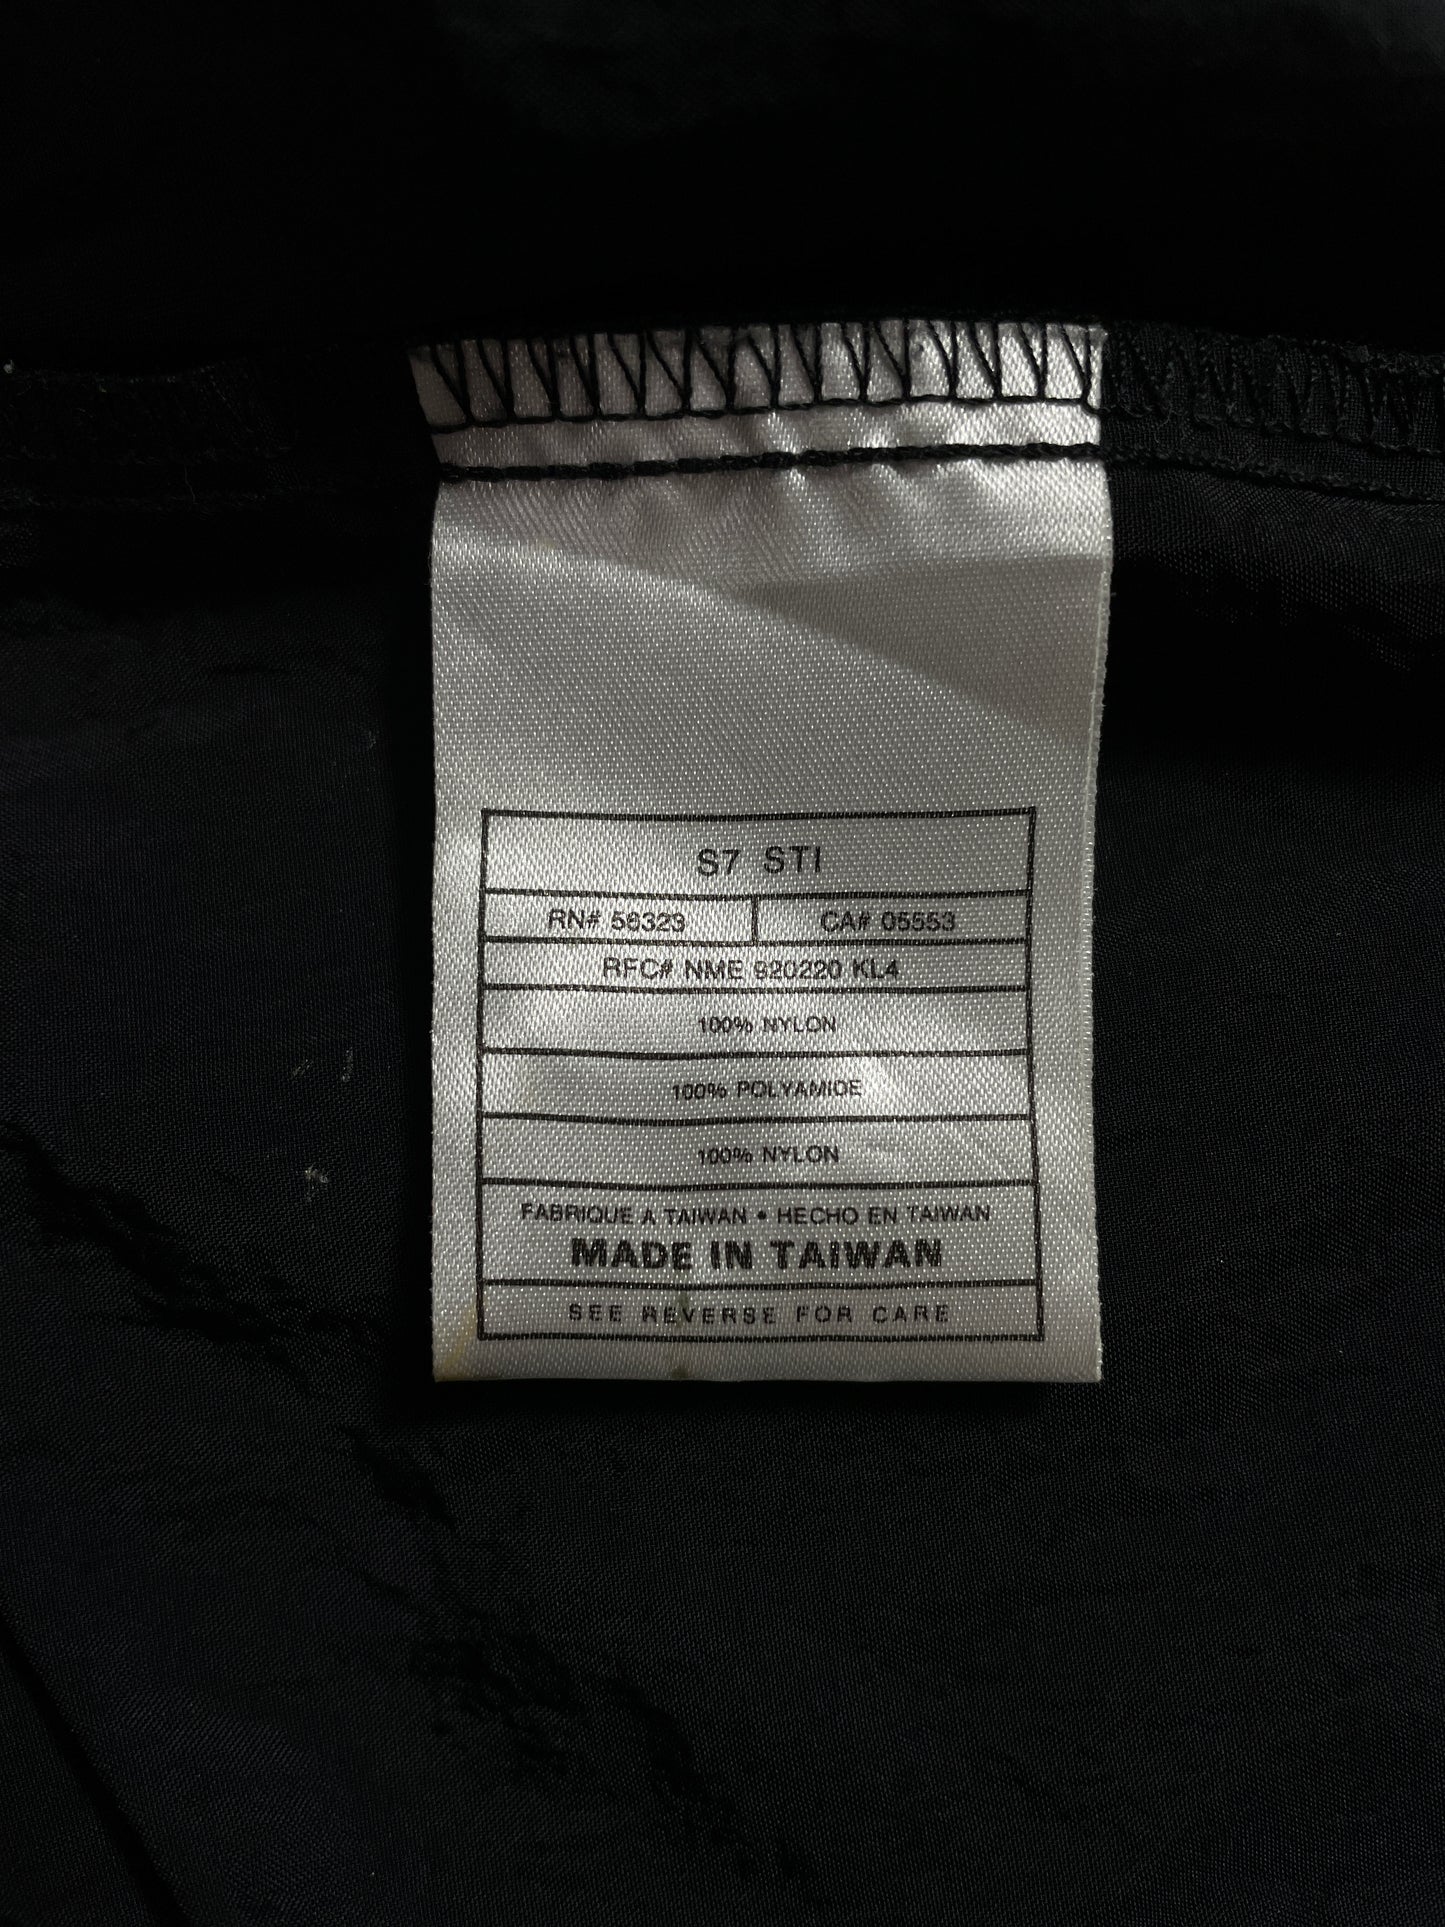 S7 STI
RN# 56323 CA# 05553
RFC# NME 920220 KL4
100% NYLON
100% POLYAMIDE
100% NYLON
FABRIQUE A TAIWAN • HECHO EN TAIWAN
MADE IN TAIWAN
SEE REVERSE FOR CARE